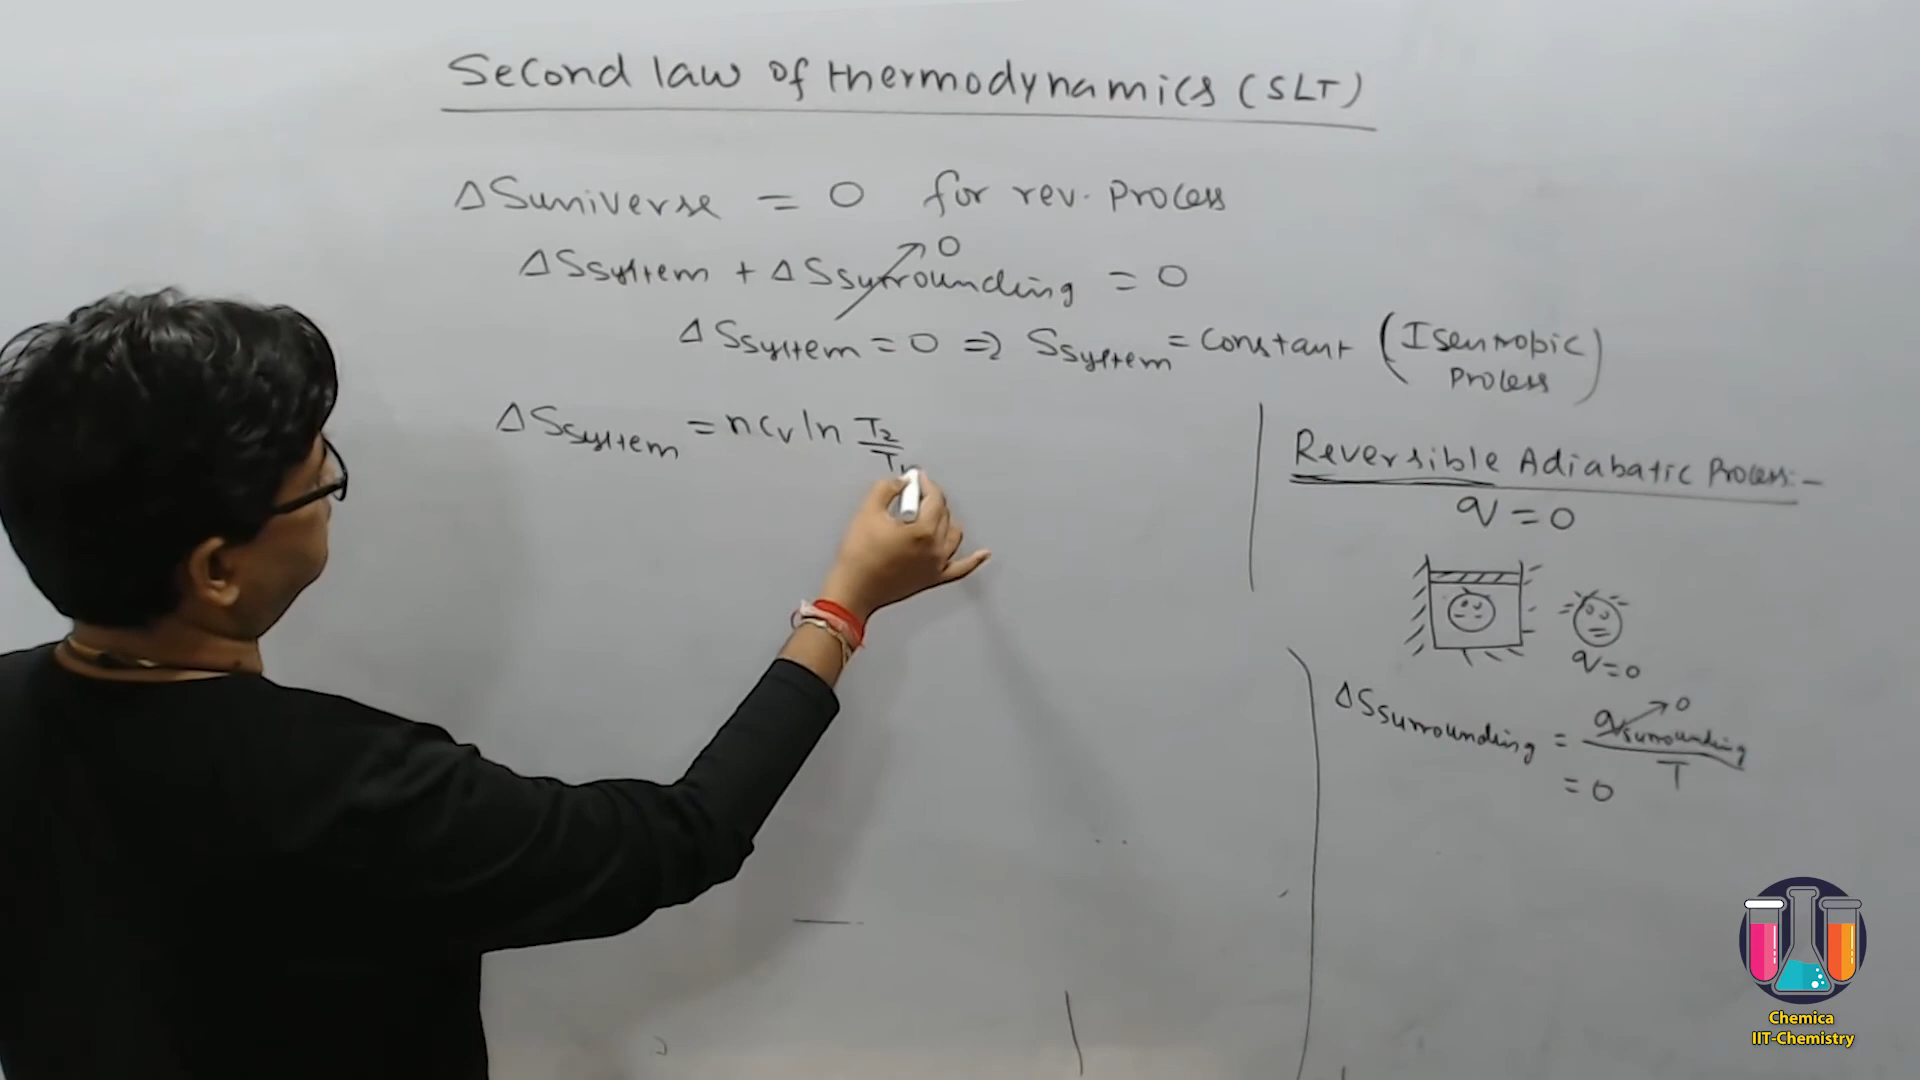 Second law of thermodynamics (SLT)
ΔSuniverse = 0 for rev. process
ΔSsystem + ΔSsurrounding = 0
0
ΔSsystem = 0 ⇒ Ssystem = constant (Isentropic
Process)
ΔSsystem = nCv ln T2/T1
Reversible Adiabatic Process:-
q = 0
q = 0
ΔSsurrounding = qsurrounding/T
0
= 0
Chemica
IIT-Chemistry